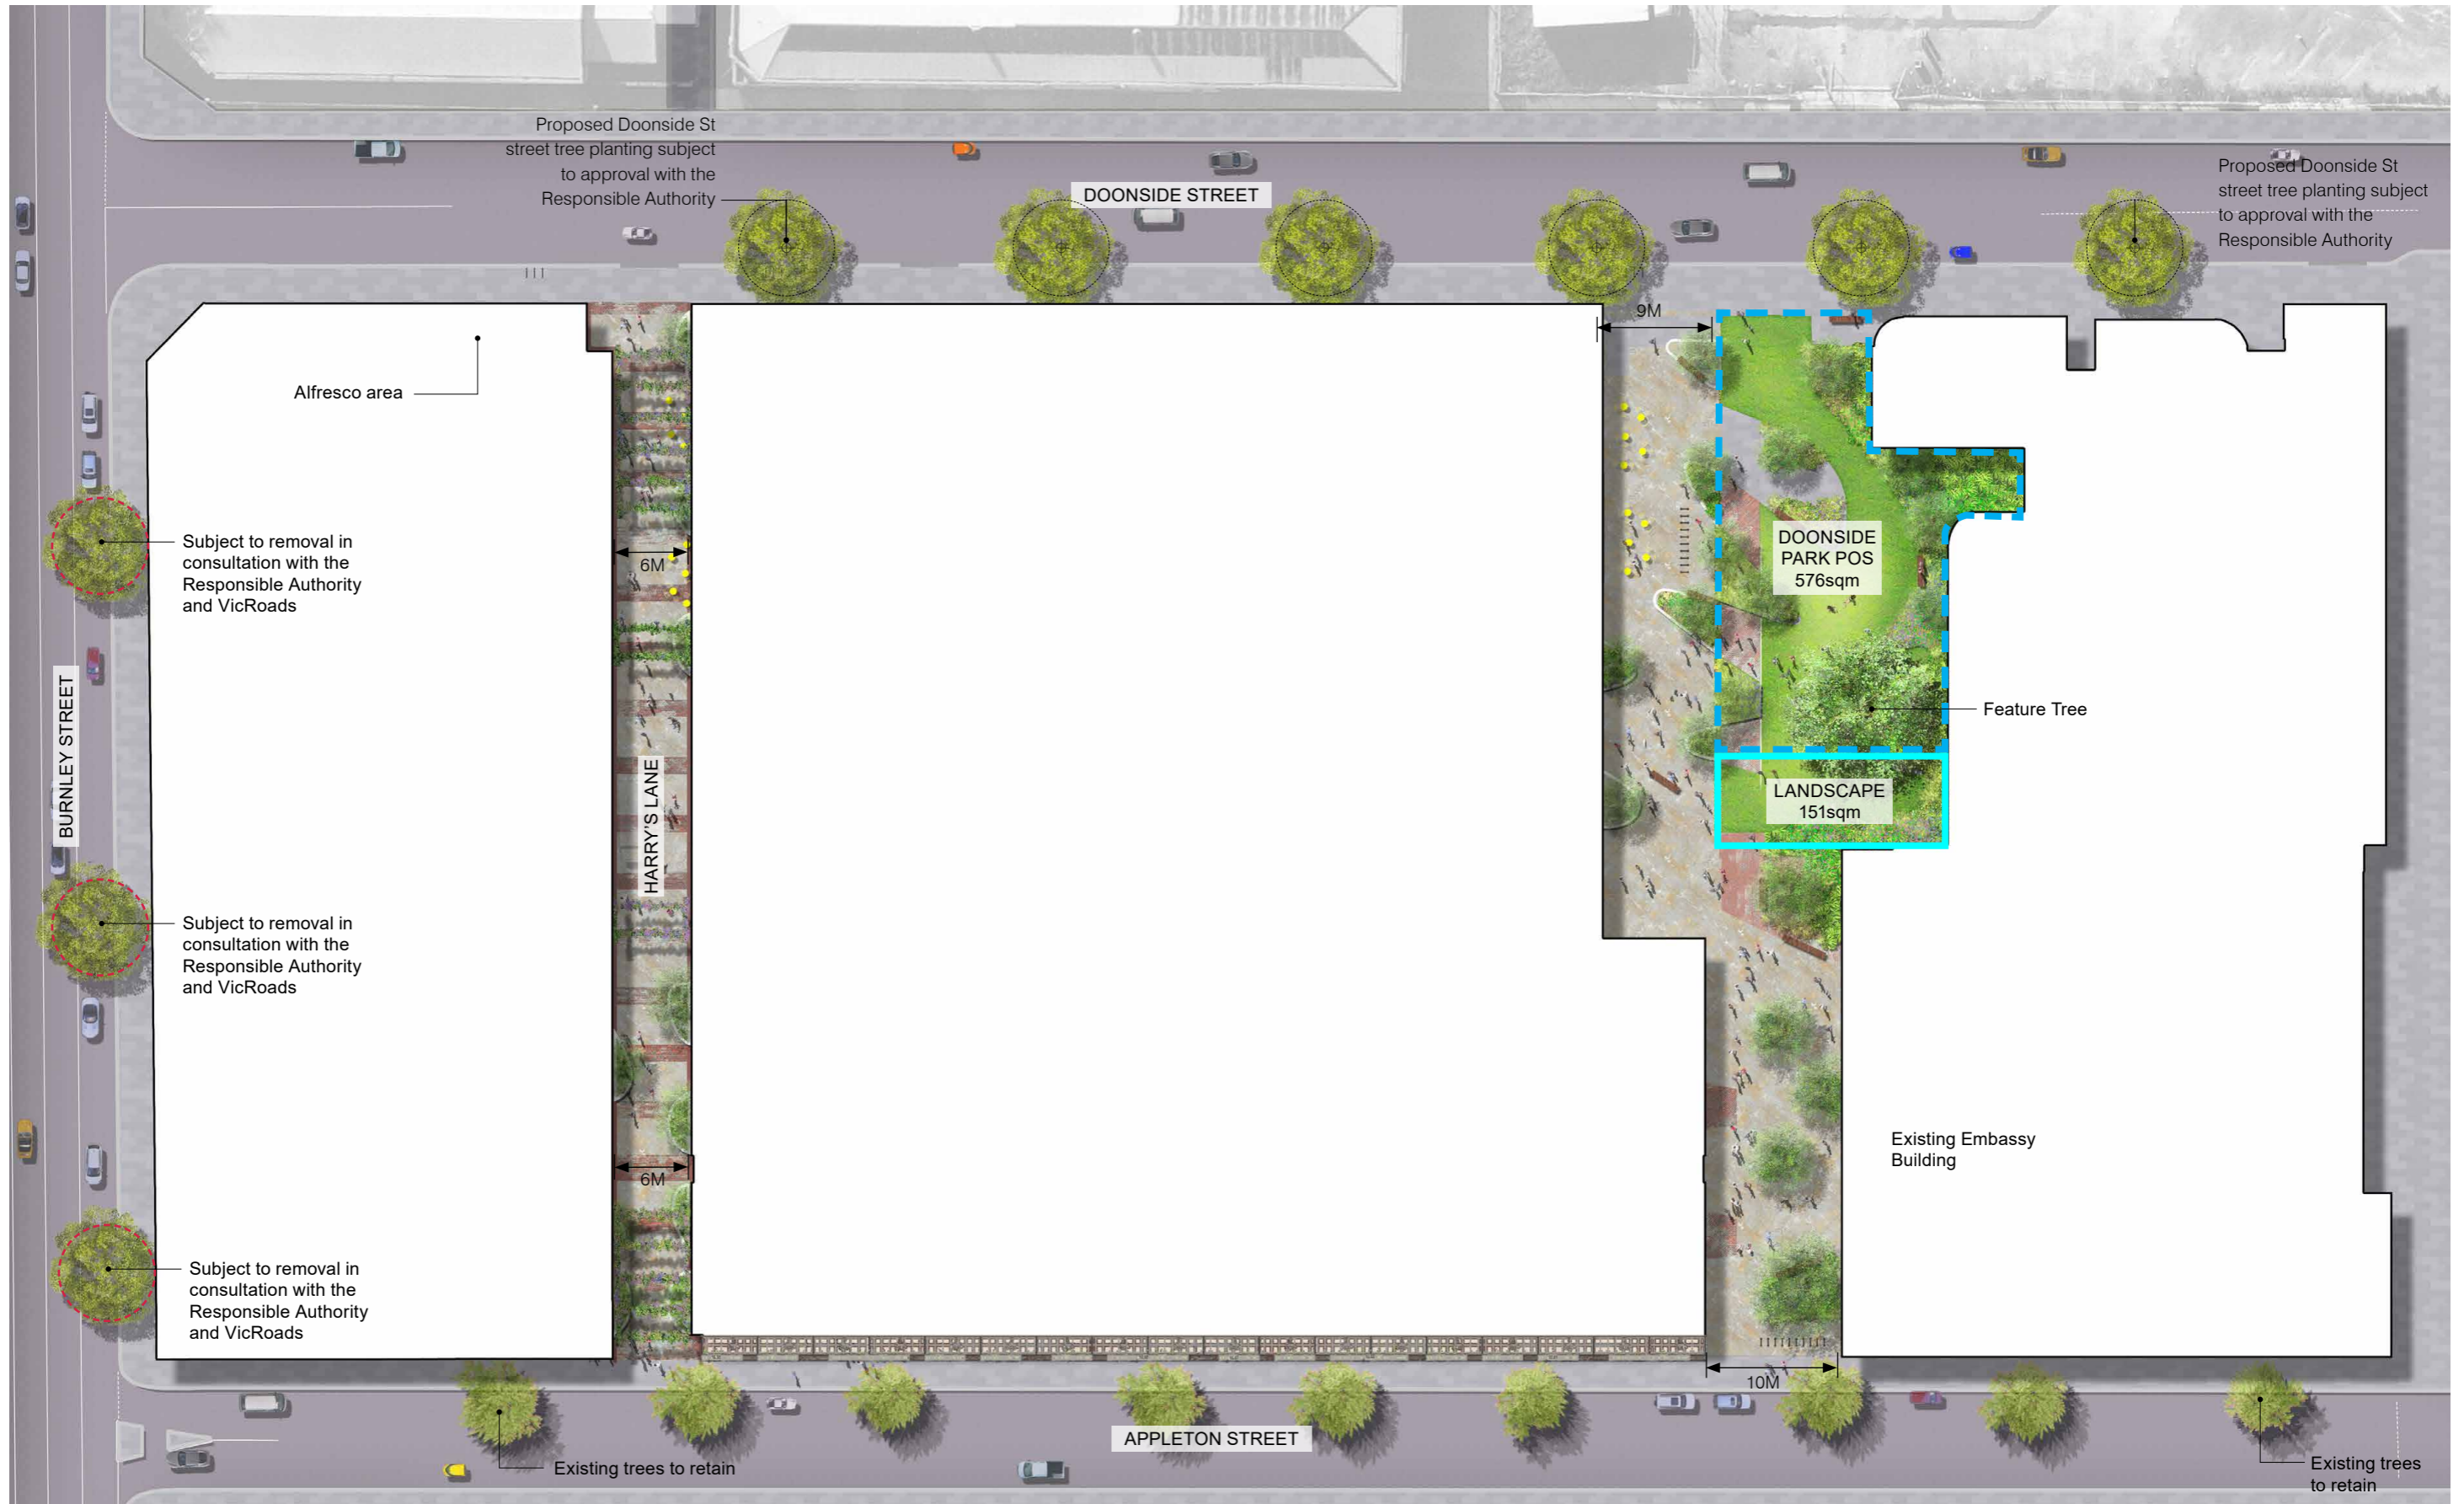 Proposed Doonside St
street tree planting subject
to approval with the
Responsible Authority
DOONSIDE STREET
Proposed Doonside St
street tree planting subject
to approval with the
Responsible Authority
9M
Alfresco area
Subject to removal in
consultation with the
Responsible Authority
and VicRoads
6M
DOONSIDE
PARK POS
576sqm
BURNLEY STREET
Feature Tree
HARRY'S LANE
LANDSCAPE
151sqm
Subject to removal in
consultation with the
Responsible Authority
and VicRoads
Existing Embassy
Building
6M
Subject to removal in
consultation with the
Responsible Authority
and VicRoads
10M
APPLETON STREET
Existing trees to retain
Existing trees
to retain